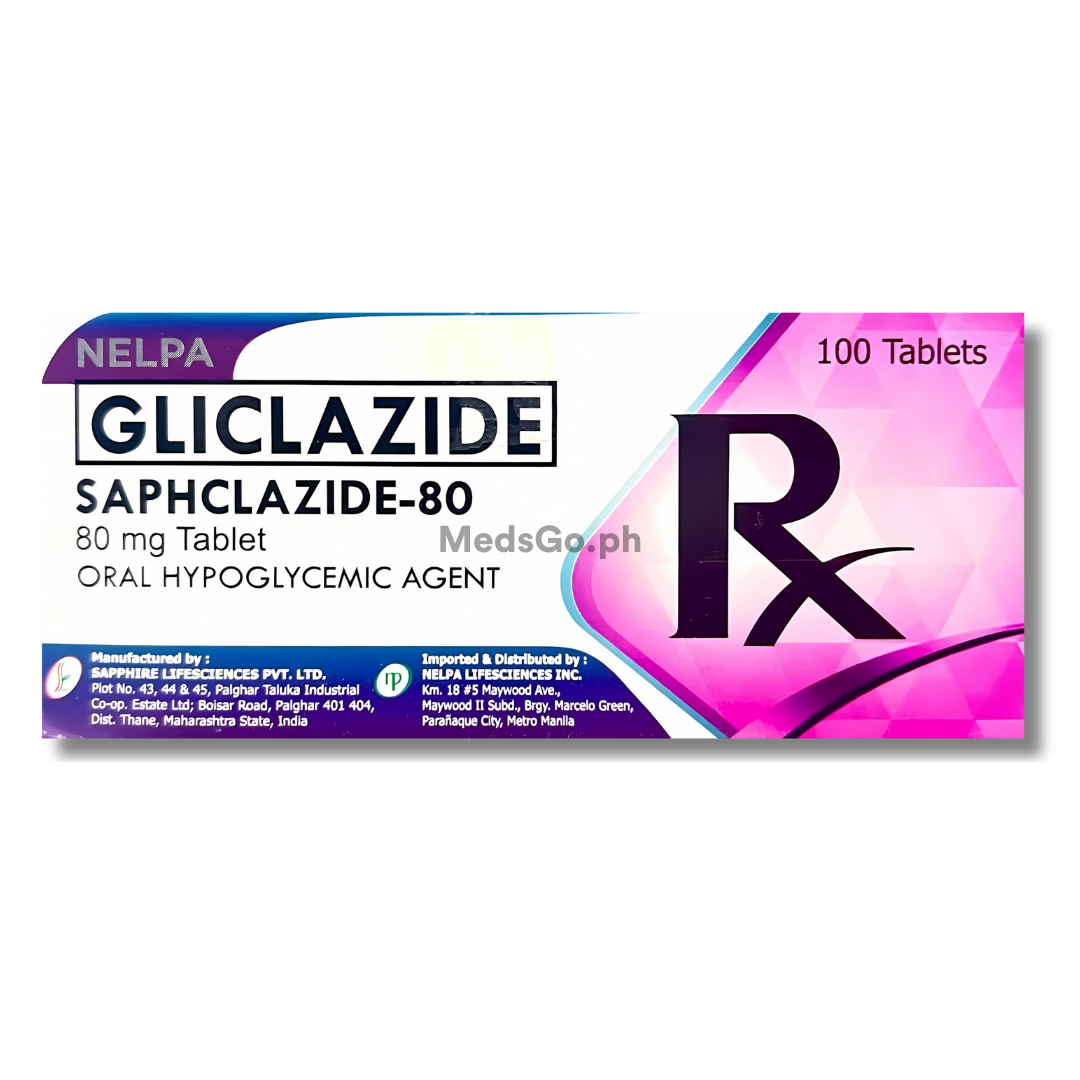 NELPA
100 Tablets
GLICLAZIDE
SAPHCLAZIDE-80
80 mg Tablet
ORAL HYPOGLYCEMIC AGENT
MedsGo.ph
Rx
Manufactured by :
SAPPHIRE LIFESCIENCES PVT. LTD.
Plot No. 43, 44 & 45, Palghar Taluka Industrial
Co-op. Estate Ltd; Boisar Road, Palghar 401 404,
Dist. Thane, Maharashtra State, India
Imported & Distributed by :
NELPA LIFESCIENCES INC.
Km. 18 #5 Maywood Ave.,
Maywood II Subd., Brgy. Marcelo Green,
Parañaque City, Metro Manila